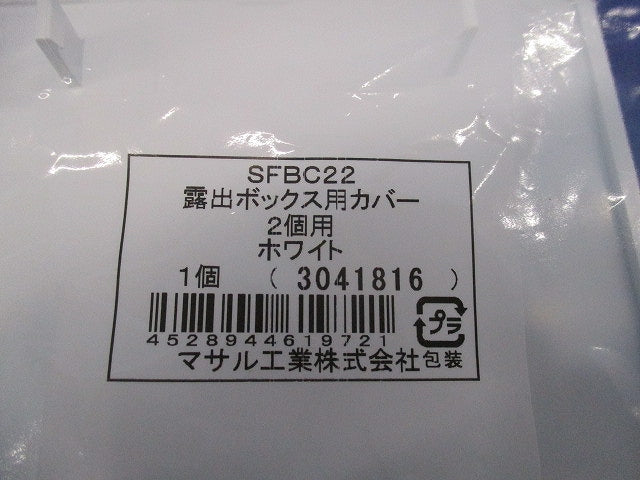 SFBC22
露出ボックス用カバー
2個用
ホワイト
1個 ( 3041816 )
4528944619721
プラ
マサル工業株式会社 包装